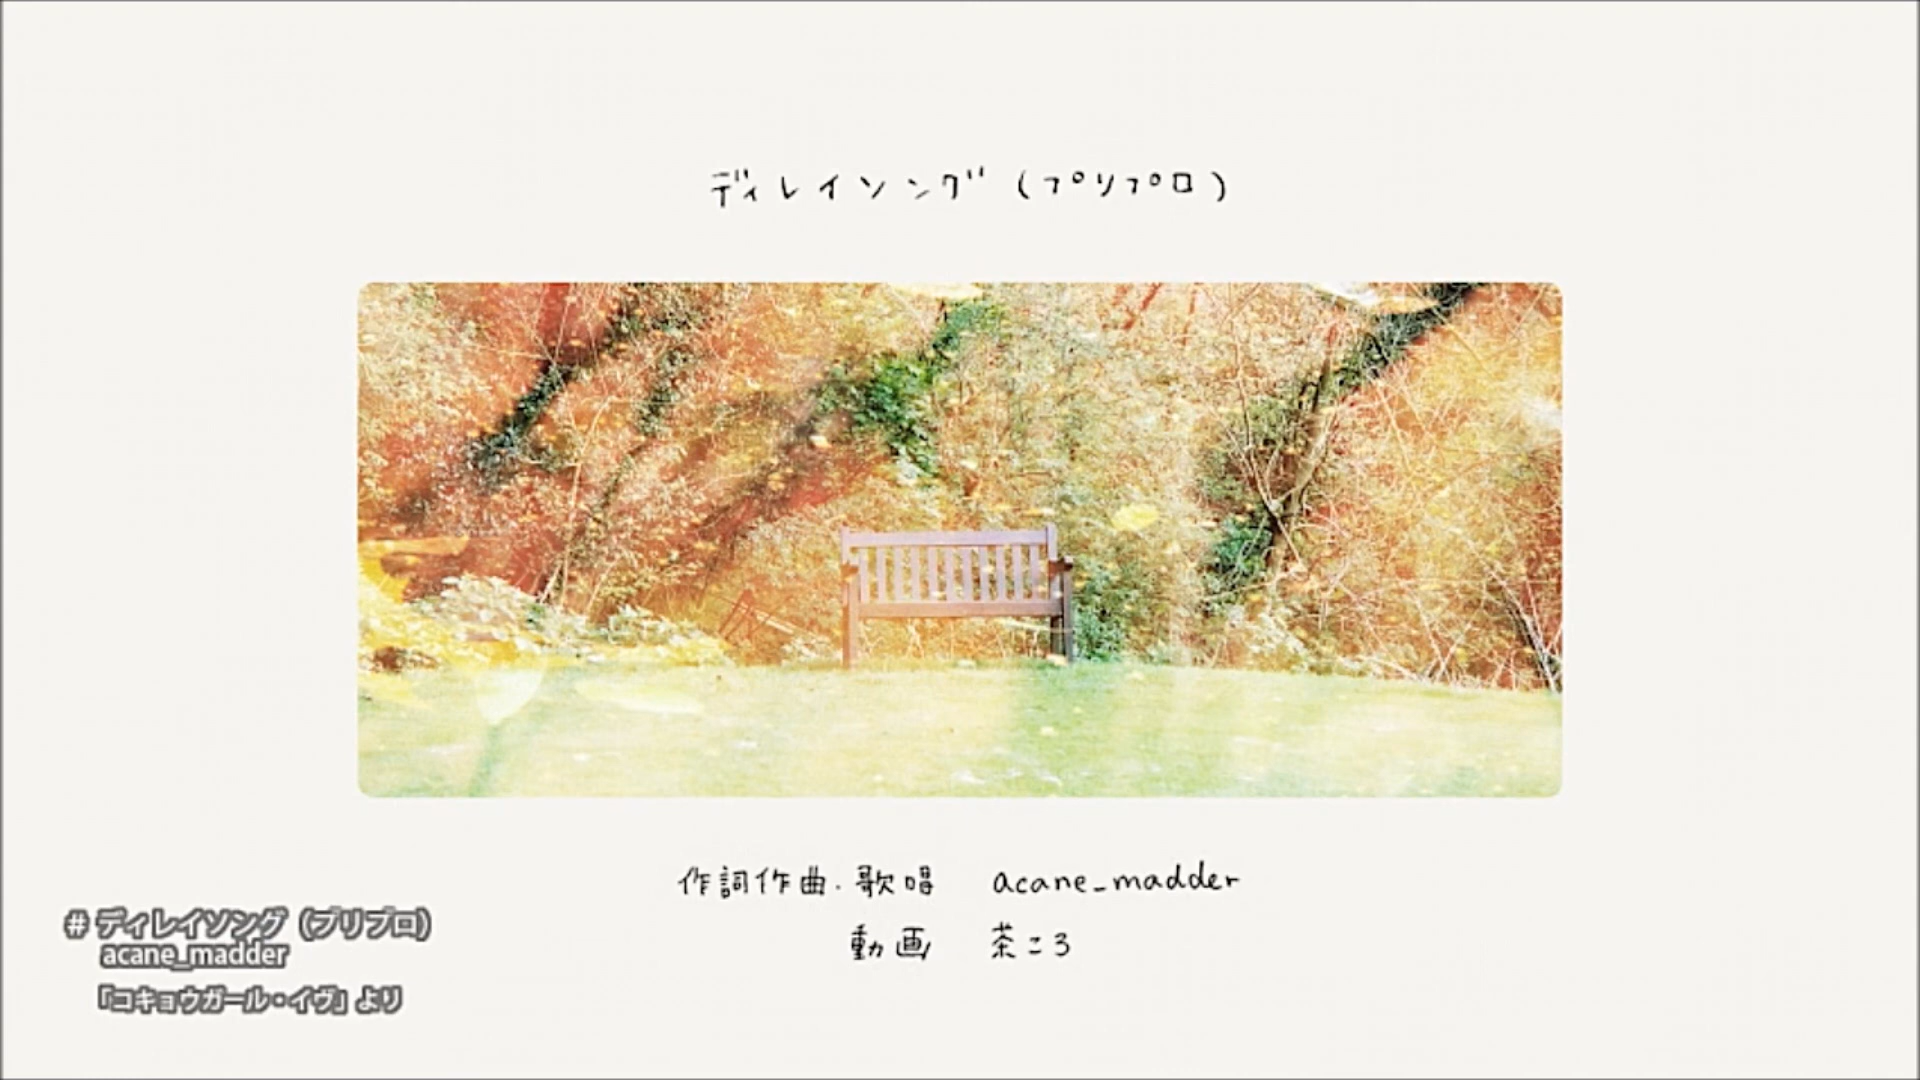 ディレイソング(プリプロ)
作詞作曲・歌唱 acane_madder
動画 茶ころ
# ディレイソング (プリプロ)
acane_madder
「コキョウガール・イヴ」より